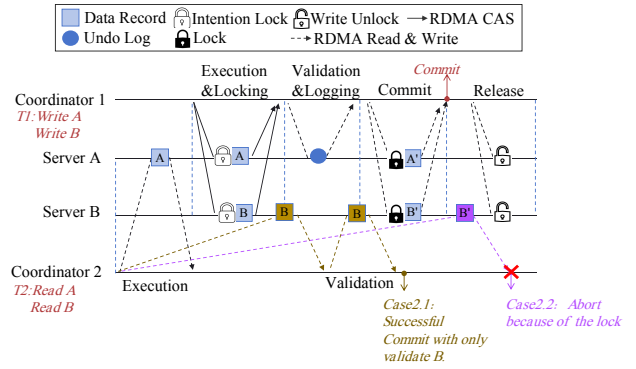 Data Record Intention Lock Write Unlock RDMA CAS
Undo Log Lock RDMA Read & Write
Execution
&Locking
Validation
&Logging
Commit
Commit
Release
Coordinator 1
T1:Write A
Write B
Server A
A
A
A'
Server B
B
B
B
B'
B'
Coordinator 2
T2:Read A
Read B
Execution
Validation
Case2.1:
Successful
Commit with only
validate B.
Case2.2: Abort
because of the lock